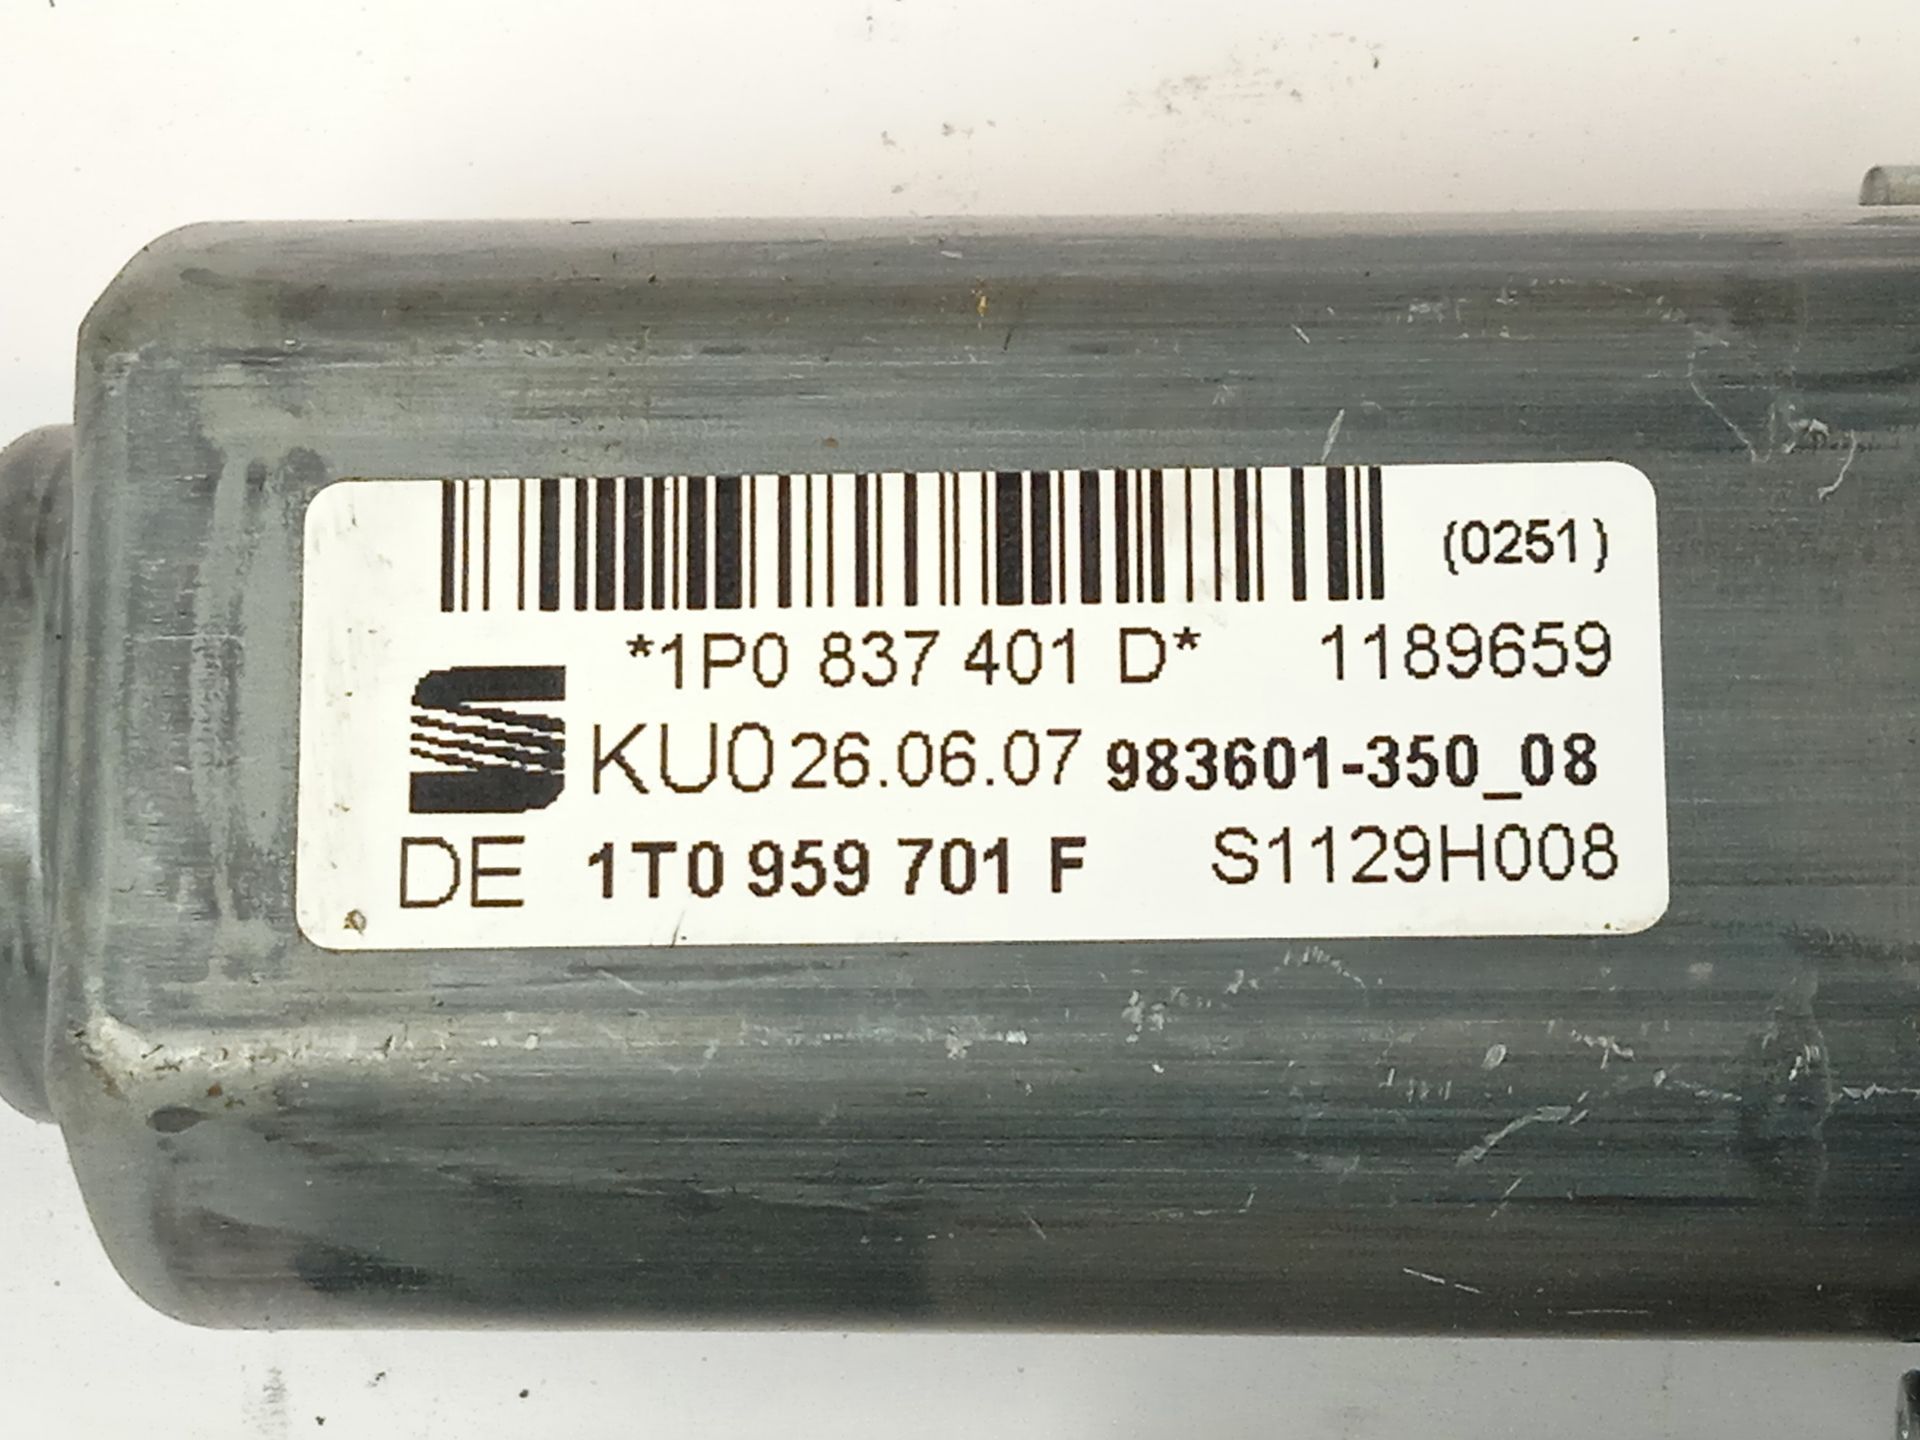 (0251)
*1P0 837 401 D* 1189659
KU0 26.06.07 983601-350_08
DE 1T0 959 701 F S1129H008